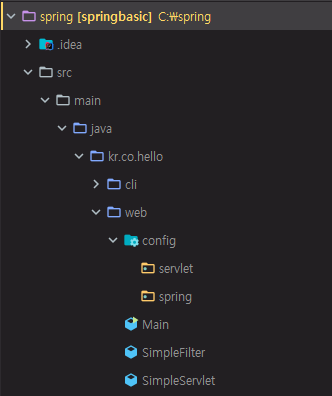 spring [springbasic] C:₩spring
.idea
src
main
java
kr.co.hello
cli
web
config
servlet
spring
Main
SimpleFilter
SimpleServlet